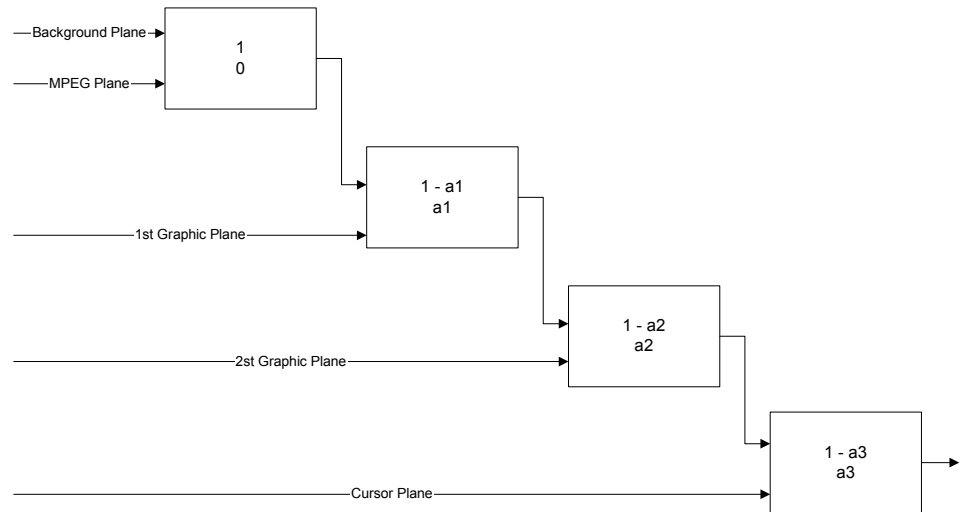 Background Plane
1
0
MPEG Plane
1 - a1
a1
1st Graphic Plane
1 - a2
a2
2st Graphic Plane
1 - a3
a3
Cursor Plane